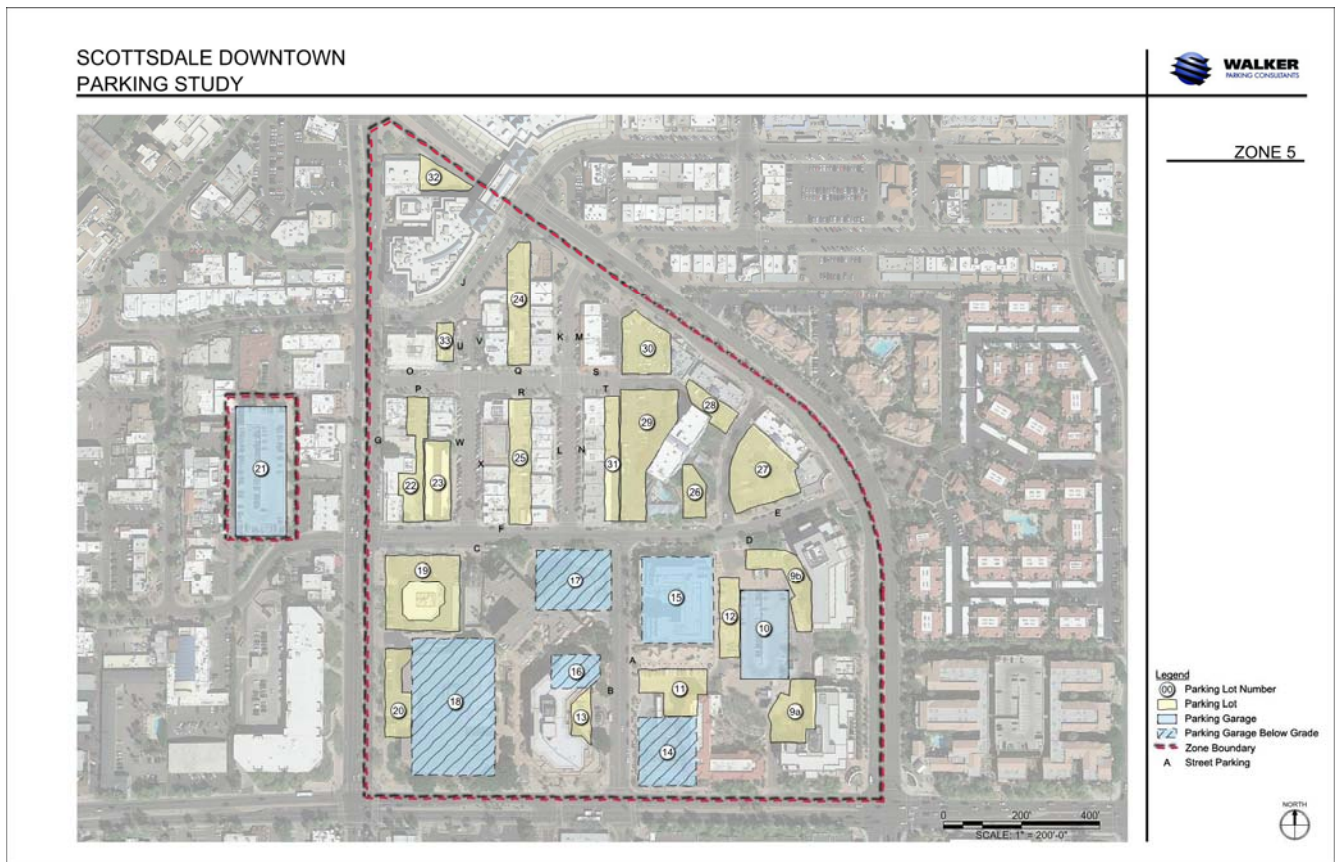 SCOTTSDALE DOWNTOWN
PARKING STUDY
WALKER
PARKING CONSULTANTS
ZONE 5
32
J
24
33
U
V
K
M
30
O
Q
S
P
R
T
28
G
W
29
21
25
L
N
27
22
23
X
31
26
F
E
C
D
19
17
15
9b
12
10
A
16
B
11
20
18
13
9a
14
Legend
00 Parking Lot Number
Parking Lot
Parking Garage
Parking Garage Below Grade
Zone Boundary
A Street Parking
0 200' 400'
SCALE: 1" = 200'-0"
NORTH